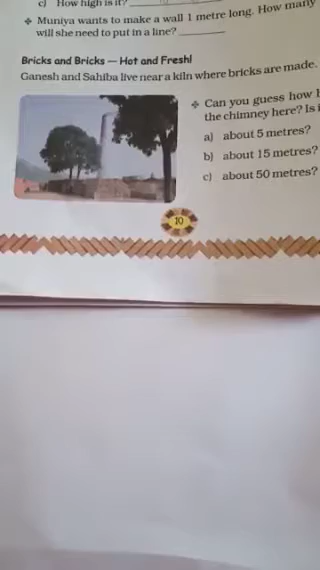 c) How high is it?
❖ Muniya wants to make a wall 1 metre long. How many
will she need to put in a line?
Bricks and Bricks — Hot and Fresh!
Ganesh and Sahiba live near a kiln where bricks are made.
❖ Can you guess how
the chimney here? Is
a) about 5 metres?
b) about 15 metres?
c) about 50 metres?
10